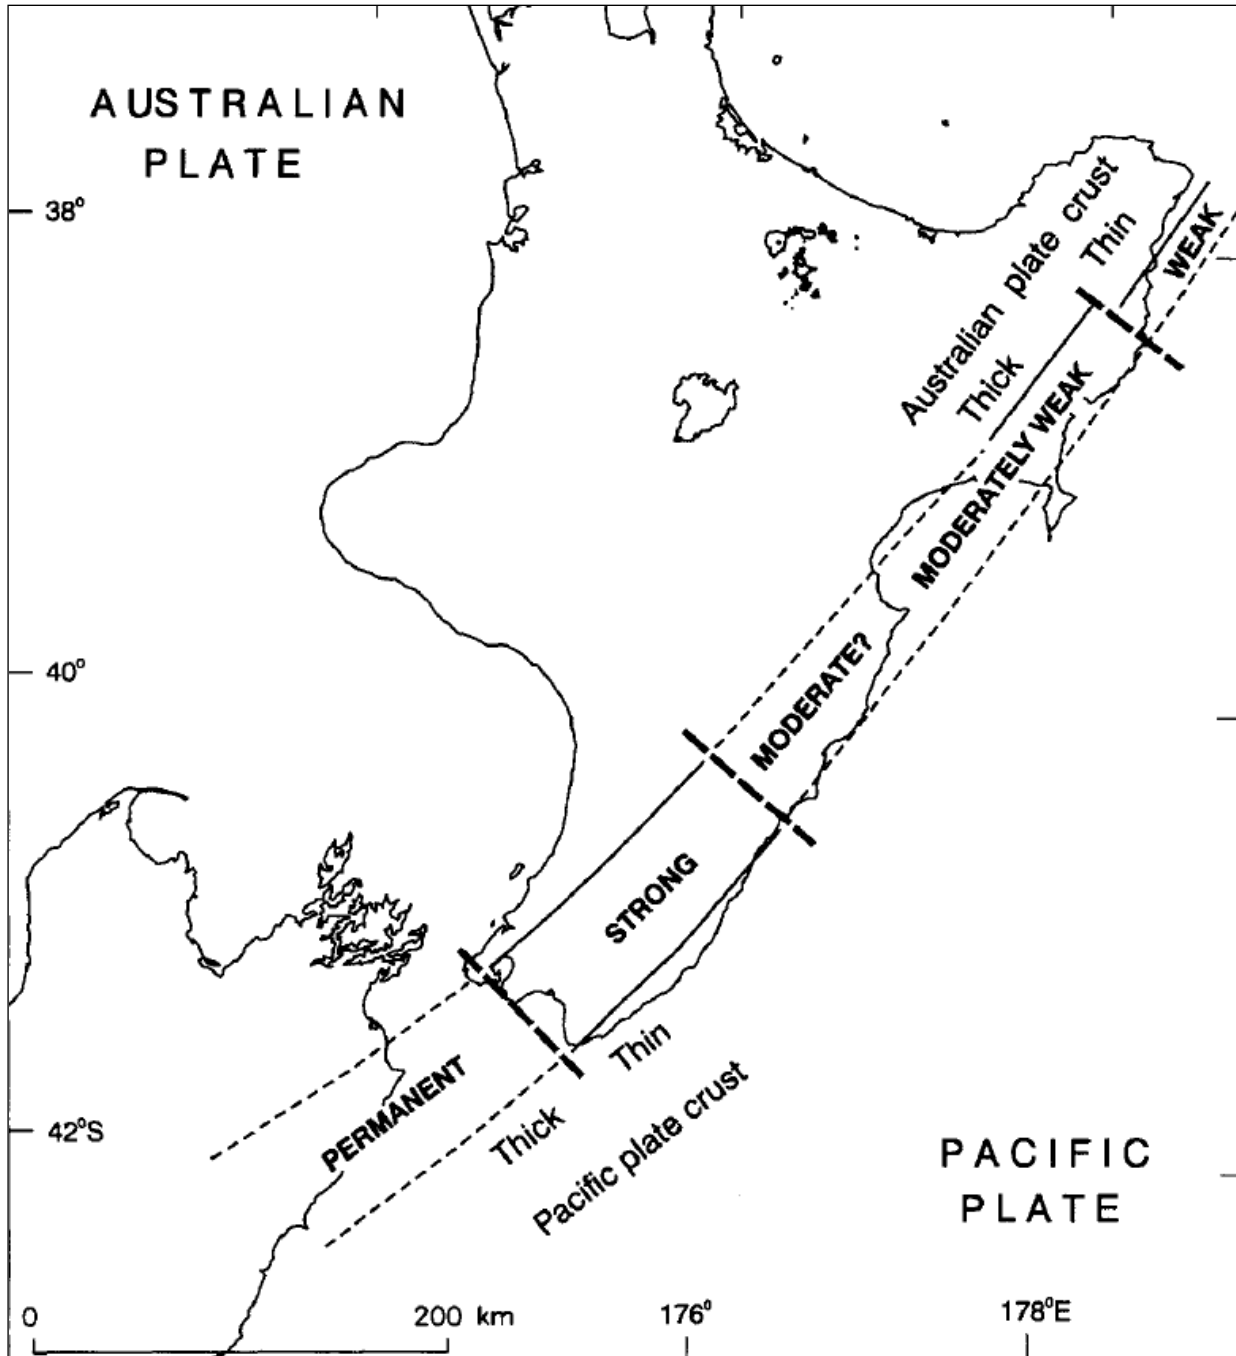 AUSTRALIAN
PLATE
38°
Australian plate crust
Thin
WEAK
Thick
MODERATELY WEAK
40°
MODERATE?
STRONG
PERMANENT
Thin
Thick
Pacific plate crust
42°S
PACIFIC
PLATE
0
200 km
176°
178°E